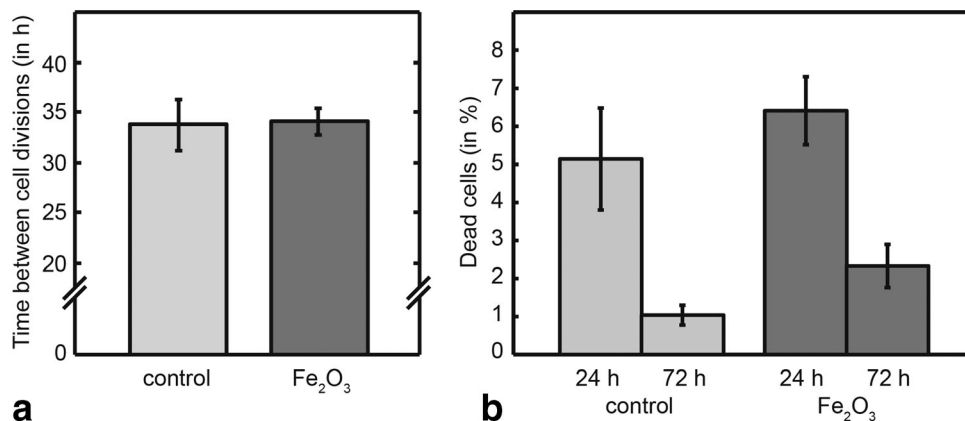 Time between cell divisions (in h)
40
35
30
25
20
0
control
Fe₂O₃
a
Dead cells (in %)
8
7
6
5
4
3
2
1
0
24 h 72 h 24 h 72 h
control Fe₂O₃
b